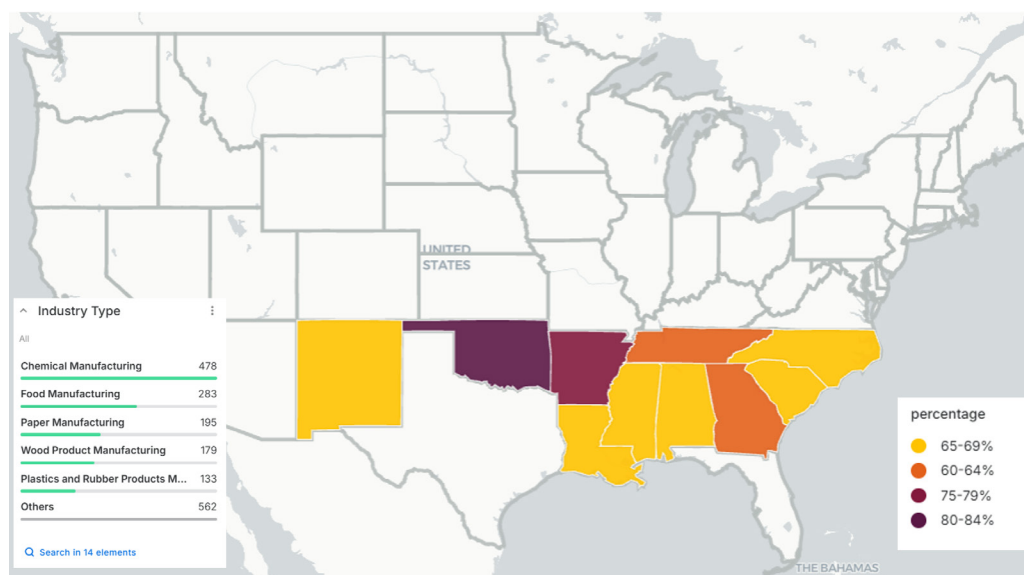 UNITED
STATES
Industry Type
All
Chemical Manufacturing 478
Food Manufacturing 283
Paper Manufacturing 195
Wood Product Manufacturing 179
Plastics and Rubber Products M... 133
Others 562
Search in 14 elements
percentage
65-69%
60-64%
75-79%
80-84%
THE BAHAMAS